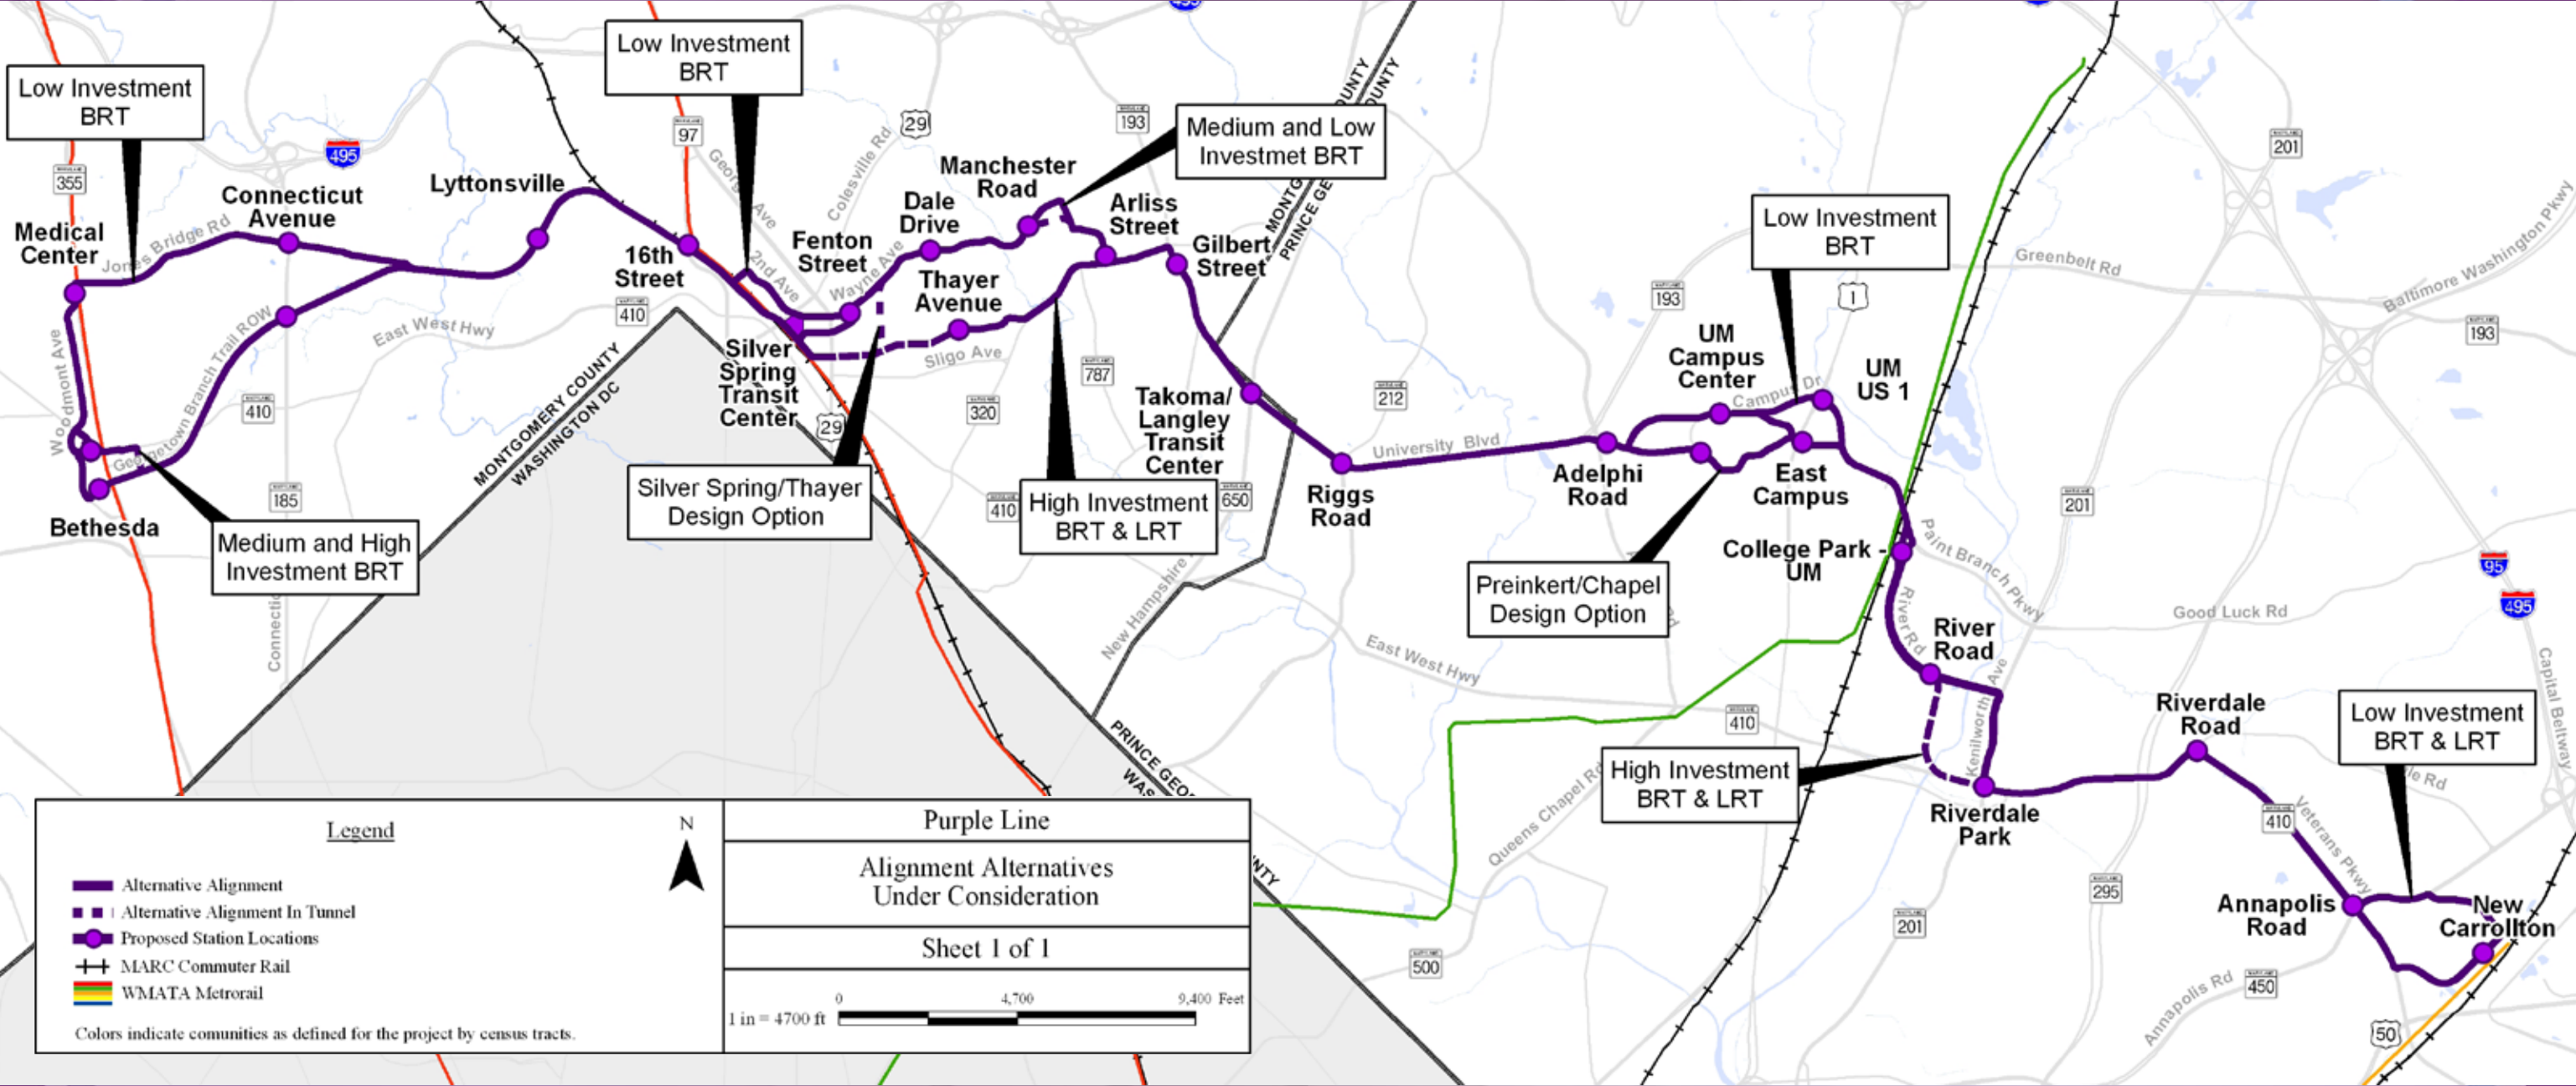 Low Investment
BRT
Low Investment
BRT
495
355
97
29
193
Medium and Low
Investmet BRT
Medical
Center
Jones Bridge Rd
Connecticut
Avenue
Lyttonsville
16th
Street
Georgia Ave
2nd Ave
Colesville Rd
Fenton
Street
Wayne Ave
Dale
Drive
Manchester
Road
Arliss
Street
Gilbert
Street
Thayer
Avenue
Sligo Ave
410
East West Hwy
Woodmont Ave
Georgetown Branch Trail ROW
410
185
Bethesda
Medium and High
Investment BRT
MONTGOMERY COUNTY
WASHINGTON DC
Silver
Spring
Transit
Center
29
Silver Spring/Thayer
Design Option
320
787
410
High Investment
BRT & LRT
650
Takoma/
Langley
Transit
Center
New Hampshire
212
Riggs
Road
University Blvd
193
Adelphi
Road
UM
Campus
Center
Campus Dr
Low Investment
BRT
1
UM
US 1
East
Campus
College Park -
UM
Preinkert/Chapel
Design Option
Greenbelt Rd
201
Baltimore Washington Pkwy
193
201
Paint Branch Pkwy
Good Luck Rd
95
495
Capital Beltway
River Rd
River
Road
Kenilworth Ave
East West Hwy
410
High Investment
BRT & LRT
Queens Chapel Rd
Riverdale
Park
Riverdale
Road
Low Investment
BRT & LRT
410
Veterans Pkwy
Annapolis
Road
New
Carrollton
295
201
500
Annapolis Rd
450
50
Legend
Alternative Alignment
Alternative Alignment In Tunnel
Proposed Station Locations
MARC Commuter Rail
WMATA Metrorail
Colors indicate comunities as defined for the project by census tracts.
N
Purple Line
Alignment Alternatives
Under Consideration
Sheet 1 of 1
0 4,700 9,400 Feet
1 in = 4700 ft